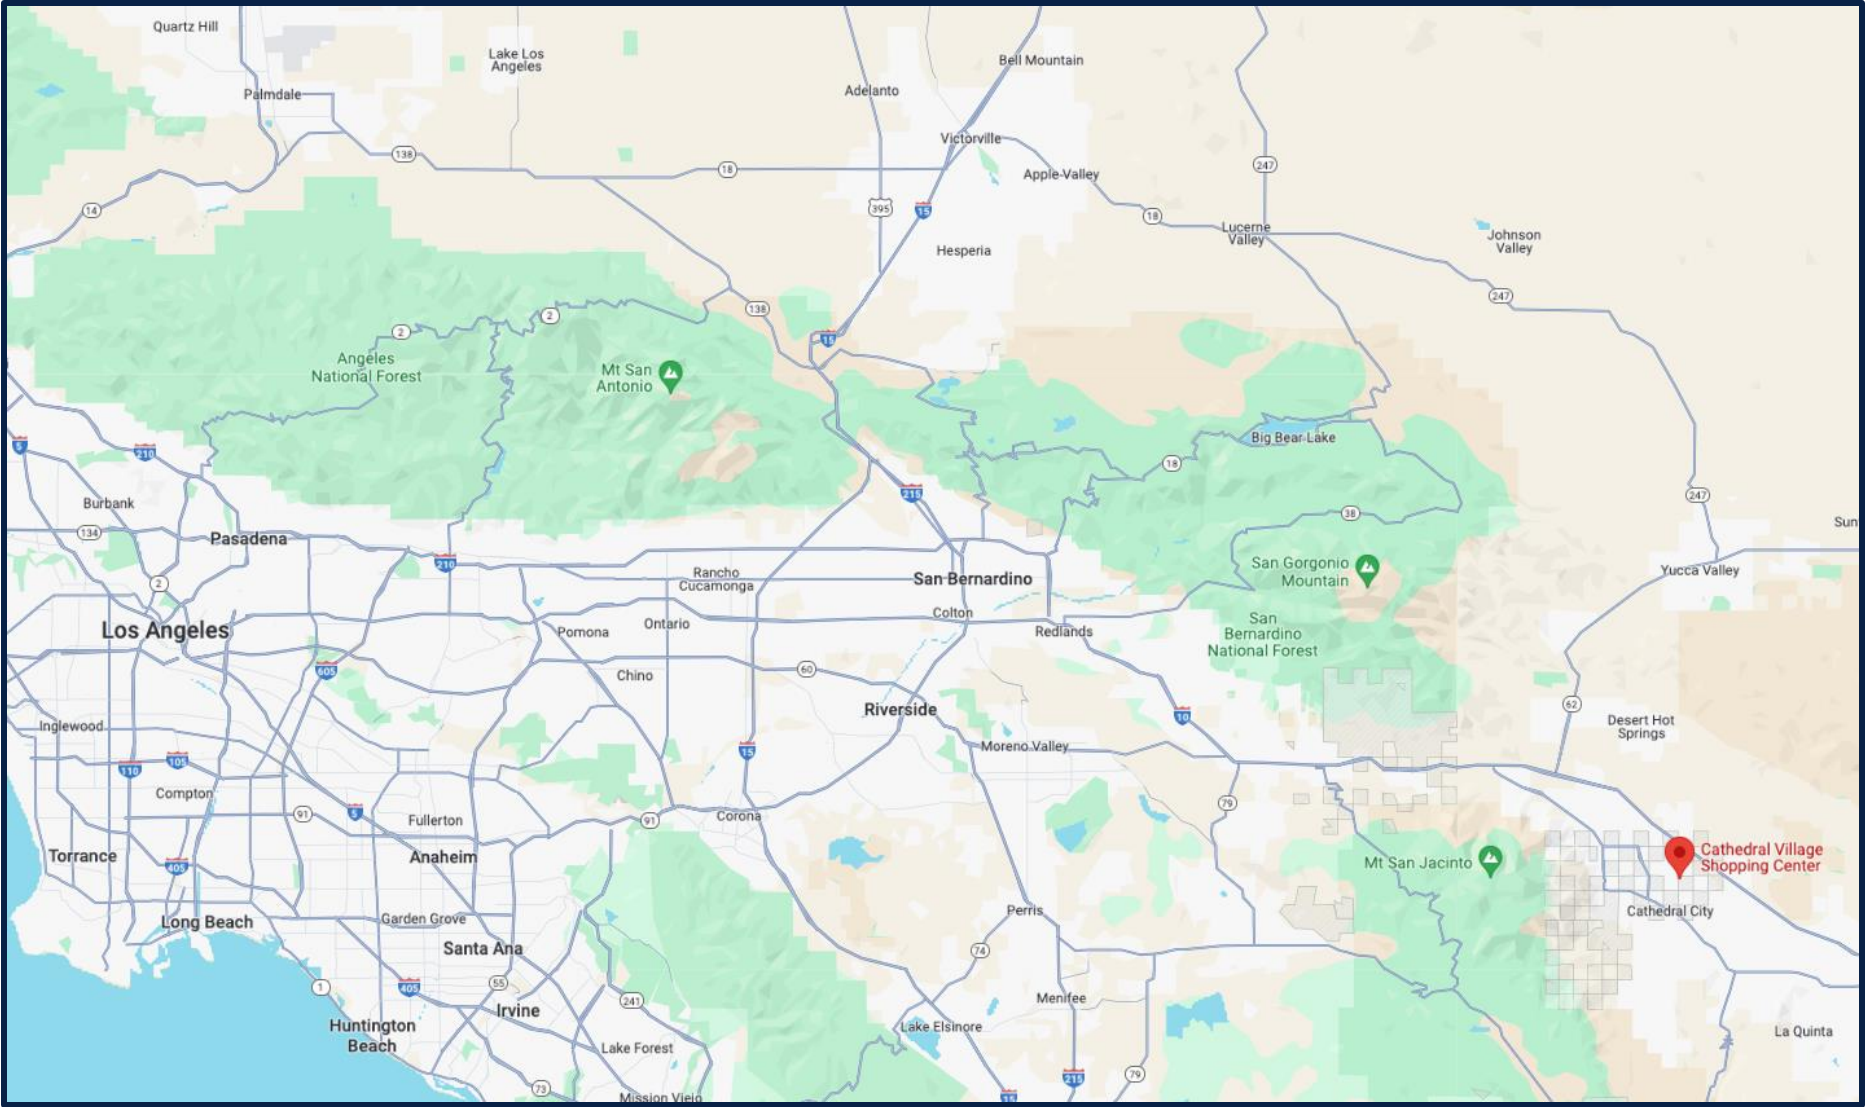 Quartz Hill
Lake Los
Angeles
Bell Mountain
Palmdale
Adelanto
Victorville
138
18
247
Apple Valley
14
395
15
18
Lucerne
Valley
Johnson
Valley
Hesperia
247
138
2
2
15
Angeles
National Forest
Mt San
Antonio
5
210
Big Bear Lake
18
215
247
Burbank
134
38
Sun
Pasadena
210
San Gorgonio
Mountain
Yucca Valley
2
Rancho
Cucamonga
San Bernardino
Colton
Los Angeles
Pomona
Ontario
Redlands
San
Bernardino
National Forest
605
Chino
60
Riverside
10
62
Inglewood
Desert Hot
Springs
Moreno Valley
15
110
105
Compton
79
91
5
Fullerton
91
Corona
Torrance
405
Anaheim
Mt San Jacinto
Cathedral Village
Shopping Center
Long Beach
Garden Grove
Perris
Cathedral City
Santa Ana
74
1
405
55
241
Menifee
Irvine
Huntington
Beach
Lake Elsinore
La Quinta
Lake Forest
73
215
79
Mission Viejo
15